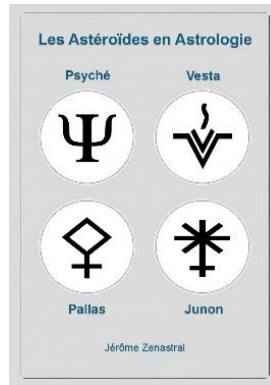 Les Astéroïdes en Astrologie
Psyché Vesta
Pallas Junon
Jérôme Zenastral